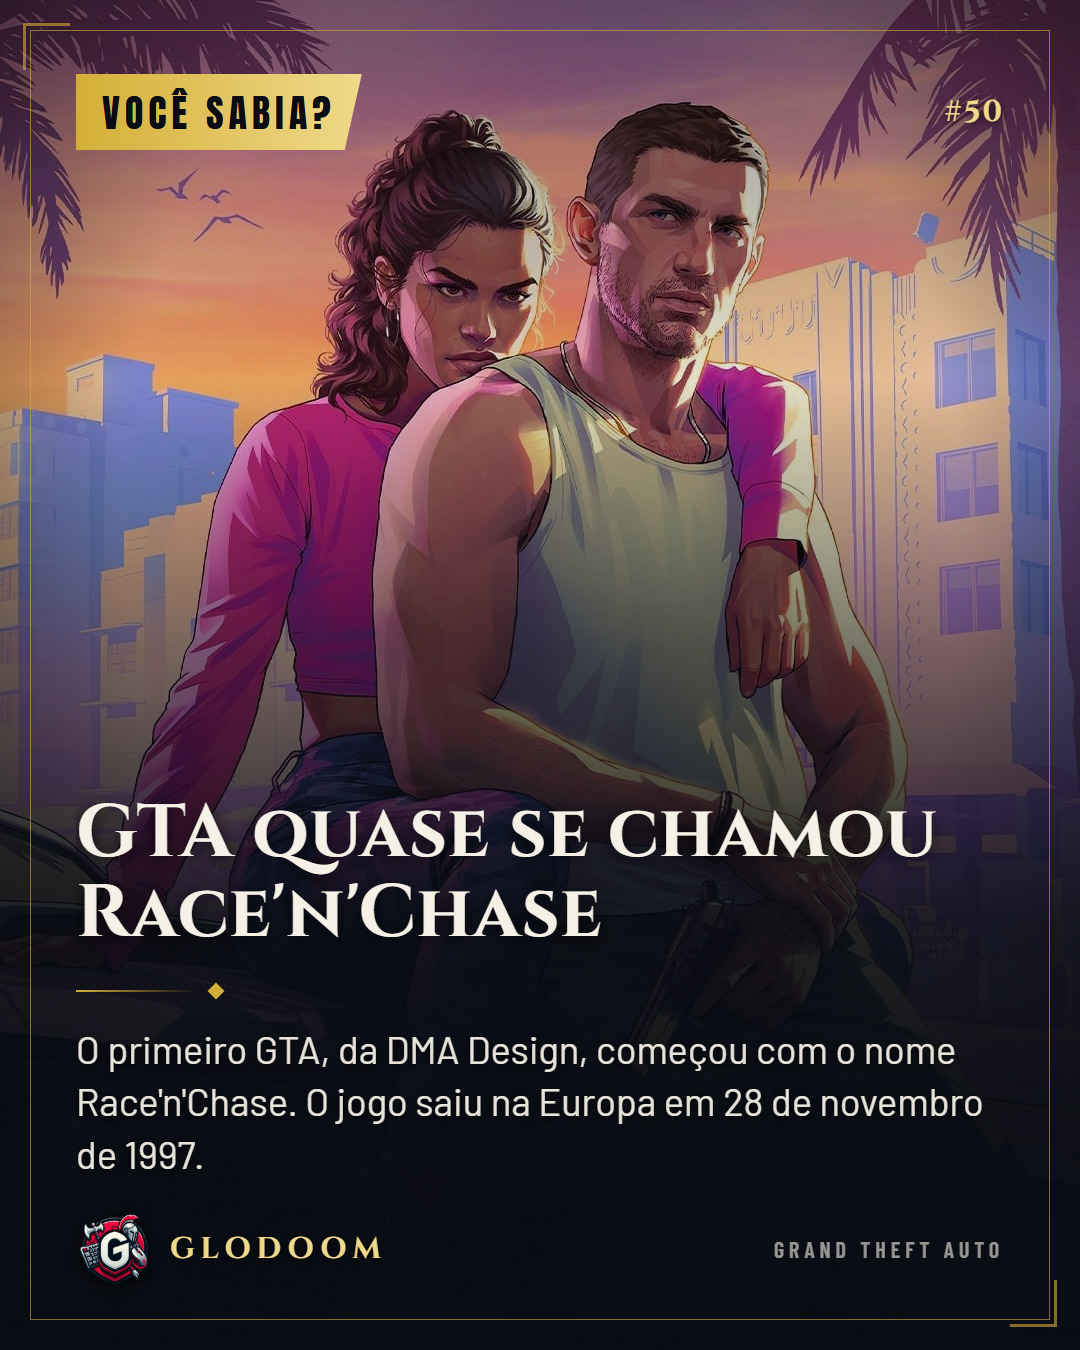 VOCÊ SABIA?
#50
GTA QUASE SE CHAMOU
RACE'N'CHASE
O primeiro GTA, da DMA Design, começou com o nome
Race'n'Chase. O jogo saiu na Europa em 28 de novembro
de 1997.
G
GLODOOM
GRAND THEFT AUTO